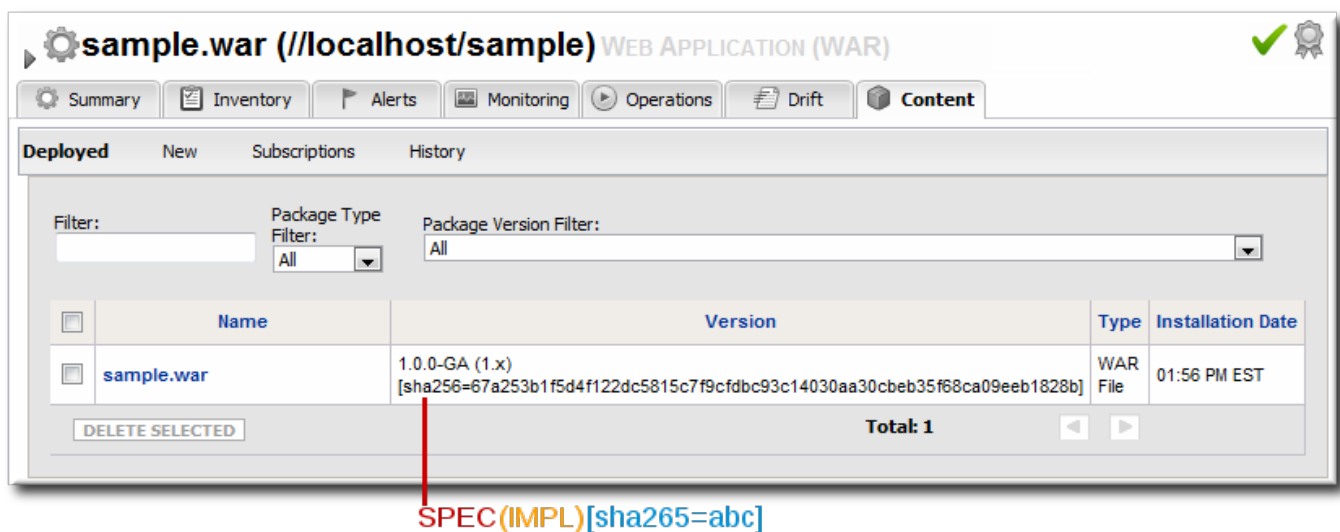 sample.war (//localhost/sample) WEB APPLICATION (WAR)
Summary Inventory Alerts Monitoring Operations Drift Content
Deployed New Subscriptions History
Filter: Package Type Filter: Package Version Filter:
All All
Name Version Type Installation Date
sample.war 1.0.0-GA (1.x) WAR File 01:56 PM EST
[sha256=67a253b1f5d4f122dc5815c7f9cfdbc93c14030aa30cbeb35f68ca09eeb1828b]
DELETE SELECTED Total: 1
SPEC(IMPL)[sha265=abc]